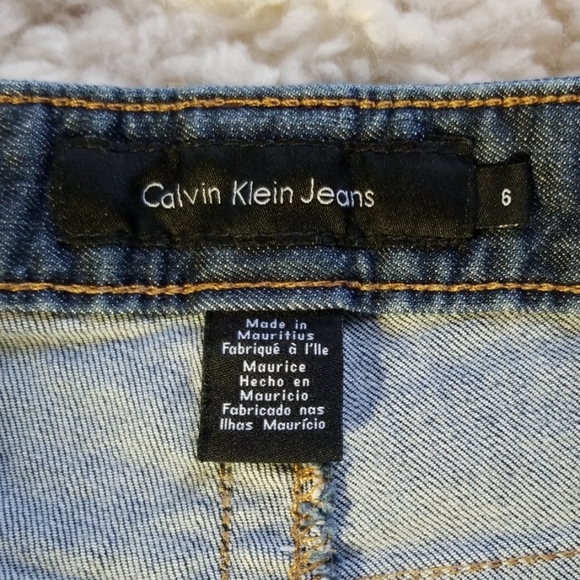 Calvin Klein Jeans
6
Made in
Mauritius
Fabriqué à l'Ile
Maurice
Hecho en
Mauricio
Fabricado nas
Ilhas Maurício